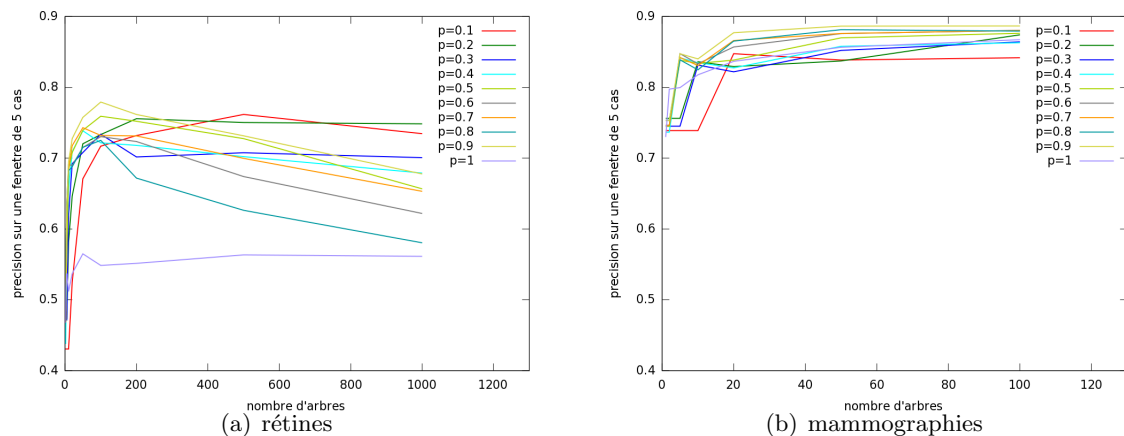 0.9
0.8
0.7
0.6
0.5
0.4
0
200
400
600
800
1000
1200
precision sur une fenetre de 5 cas
nombre d'arbres
p=0.1
p=0.2
p=0.3
p=0.4
p=0.5
p=0.6
p=0.7
p=0.8
p=0.9
p=1
(a) rétines
0.9
0.8
0.7
0.6
0.5
0.4
0
20
40
60
80
100
120
precision sur une fenetre de 5 cas
nombre d'arbres
p=0.1
p=0.2
p=0.3
p=0.4
p=0.5
p=0.6
p=0.7
p=0.8
p=0.9
p=1
(b) mammographies